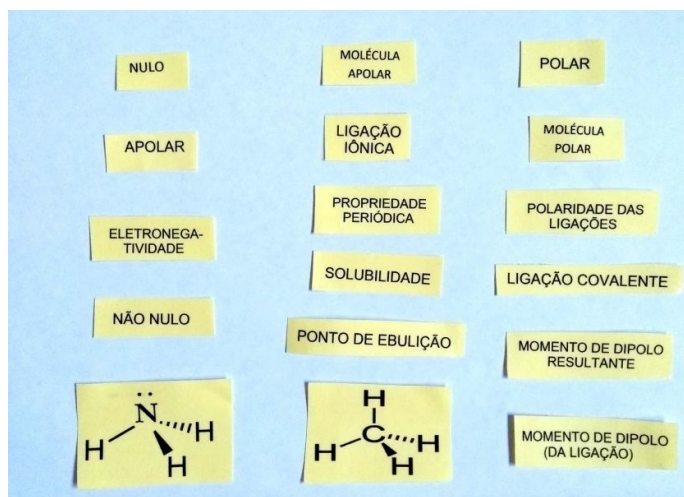 NULO
MOLÉCULA
APOLAR
POLAR
APOLAR
LIGAÇÃO
IÔNICA
MOLÉCULA
POLAR
ELETRONEGA-
TIVIDADE
PROPRIEDADE
PERIÓDICA
POLARIDADE DAS
LIGAÇÕES
SOLUBILIDADE
LIGAÇÃO COVALENTE
NÃO NULO
PONTO DE EBULIÇÃO
MOMENTO DE DIPOLO
RESULTANTE
N
H
H
H
H
C
H
H
H
MOMENTO DE DIPOLO
(DA LIGAÇÃO)